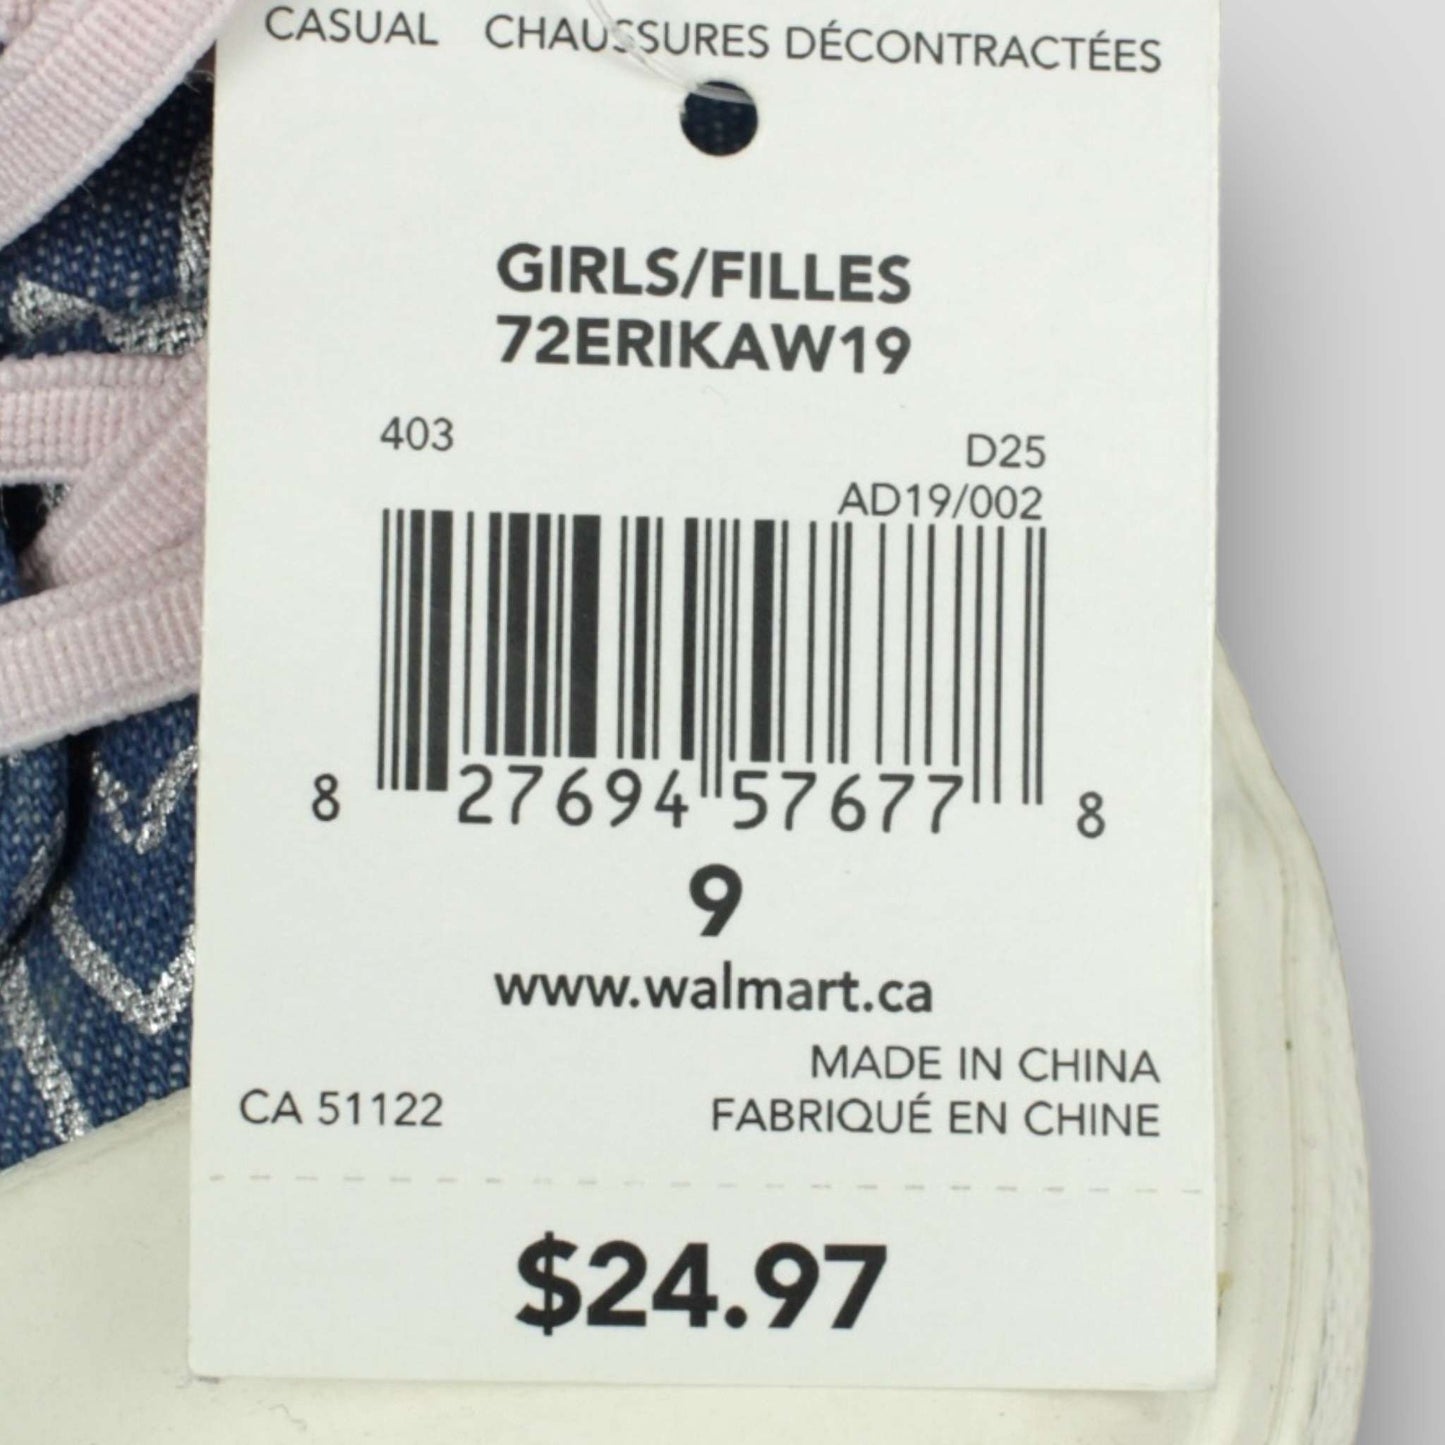 CASUAL CHAUSSURES DÉCONTRACTÉES
GIRLS/FILLES
72ERIKAW19
403
D25
AD19/002
8 27694 57677 8
9
www.walmart.ca
MADE IN CHINA
CA 51122
FABRIQUÉ EN CHINE
$24.97